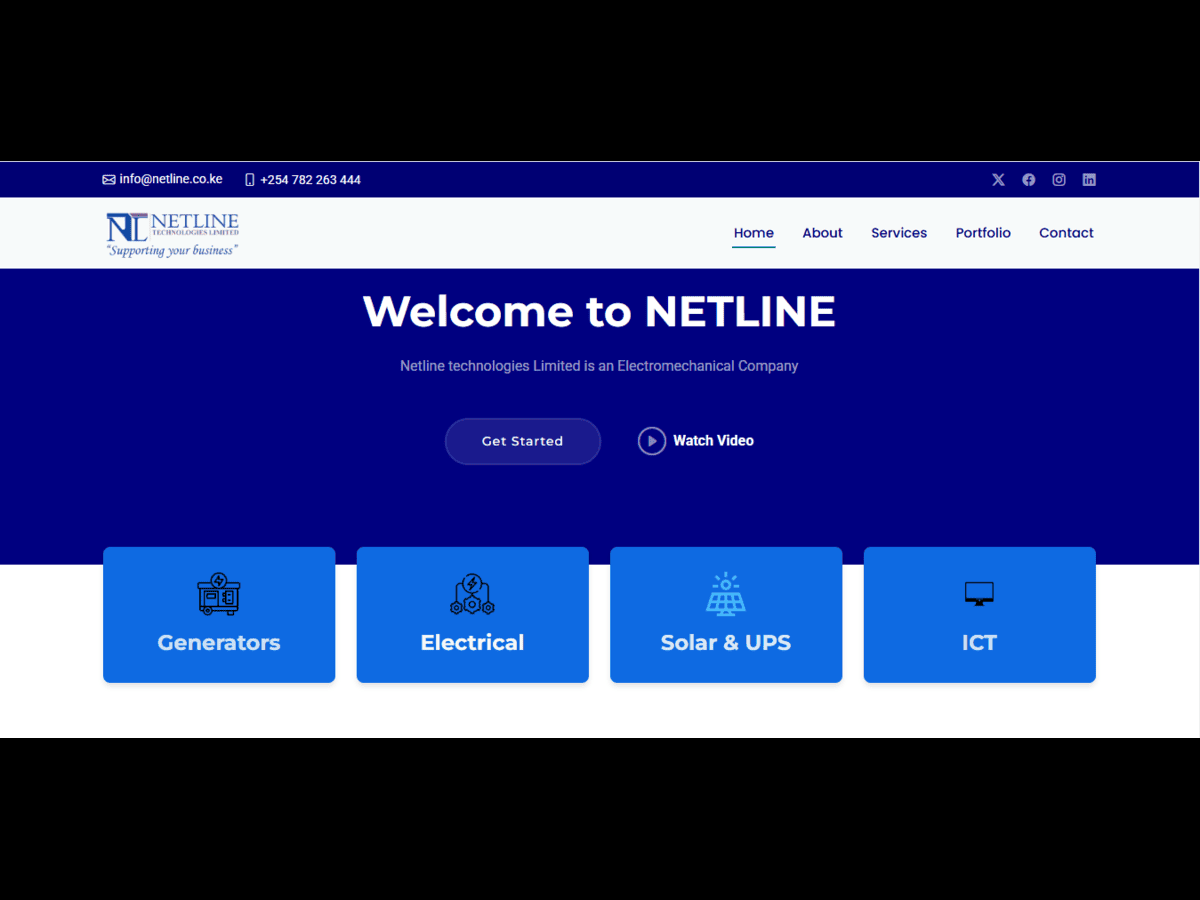 info@netline.co.ke +254 782 263 444
NL NETLINE
TECHNOLOGIES LIMITED
"Supporting your business"
Home About Services Portfolio Contact
Welcome to NETLINE
Netline technologies Limited is an Electromechanical Company
Get Started Watch Video
Generators Electrical Solar & UPS ICT